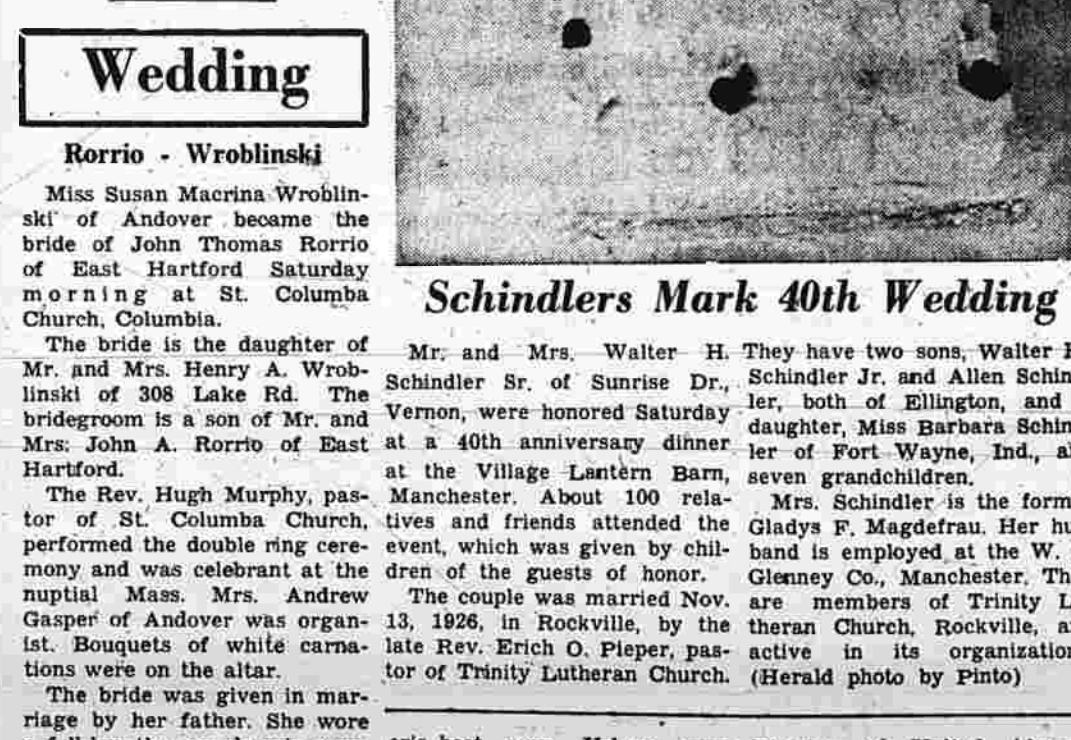 Wedding
Rorrio - Wroblinski
Miss Susan Macrina Wroblin-
ski of Andover became the
bride of John Thomas Rorrio
of East Hartford Saturday
morning at St. Columba
Church, Columbia.
The bride is the daughter of
Mr. and Mrs. Henry A. Wrob-
linski of 308 Lake Rd. The
bridegroom is a son of Mr. and
Mrs. John A. Rorrio of East
Hartford.
The Rev. Hugh Murphy, pas-
tor of St. Columba Church,
performed the double ring cere-
mony and was celebrant at the
nuptial Mass. Mrs. Andrew
Gasper of Andover was organ-
ist. Bouquets of white carna-
tions were on the altar.
The bride was given in mar-
riage by her father. She wore
Schindlers Mark 40th Wedding
Mr. and Mrs. Walter H.
Schindler Sr. of Sunrise Dr.,
Vernon, were honored Saturday
at a 40th anniversary dinner
at the Village Lantern Barn,
Manchester. About 100 rela-
tives and friends attended the
event, which was given by chil-
dren of the guests of honor.
The couple was married Nov.
13, 1926, in Rockville, by the
late Rev. Erich O. Pieper, pas-
tor of Trinity Lutheran Church.
They have two sons, Walter
Schindler Jr. and Allen Schin
ler, both of Ellington, and
daughter, Miss Barbara Schin
ler of Fort Wayne, Ind., a
seven grandchildren.
Mrs. Schindler is the form
Gladys F. Magdefrau. Her hu
band is employed at the W.
Glenney Co., Manchester. Th
are members of Trinity L
theran Church, Rockville, a
active in its organization
(Herald photo by Pinto)